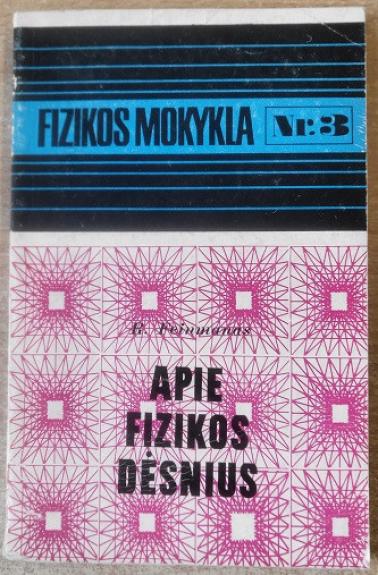 FIZIKOS MOKYKLA Nr.3
R. Feinmanas
APIE
FIZIKOS
DĖSNIUS